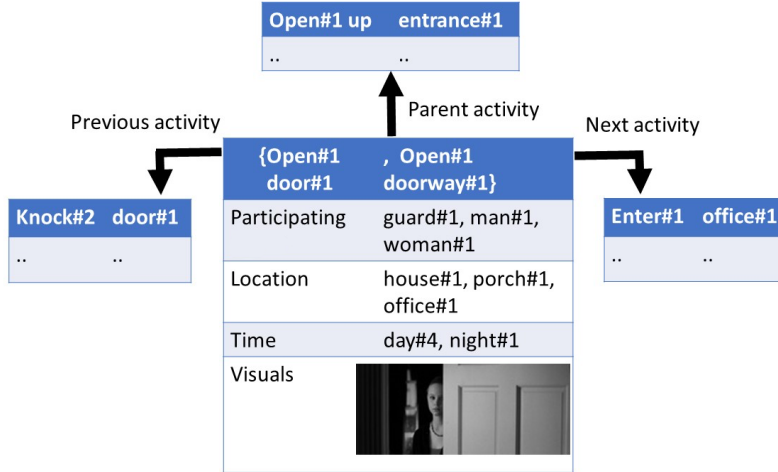 Open#1 up entrance#1
.. ..
Parent activity
Previous activity
Next activity
{Open#1 , Open#1
door#1 doorway#1}
Knock#2 door#1
.. ..
Enter#1 office#1
.. ..
Participating guard#1, man#1,
woman#1
Location house#1, porch#1,
office#1
Time day#4, night#1
Visuals